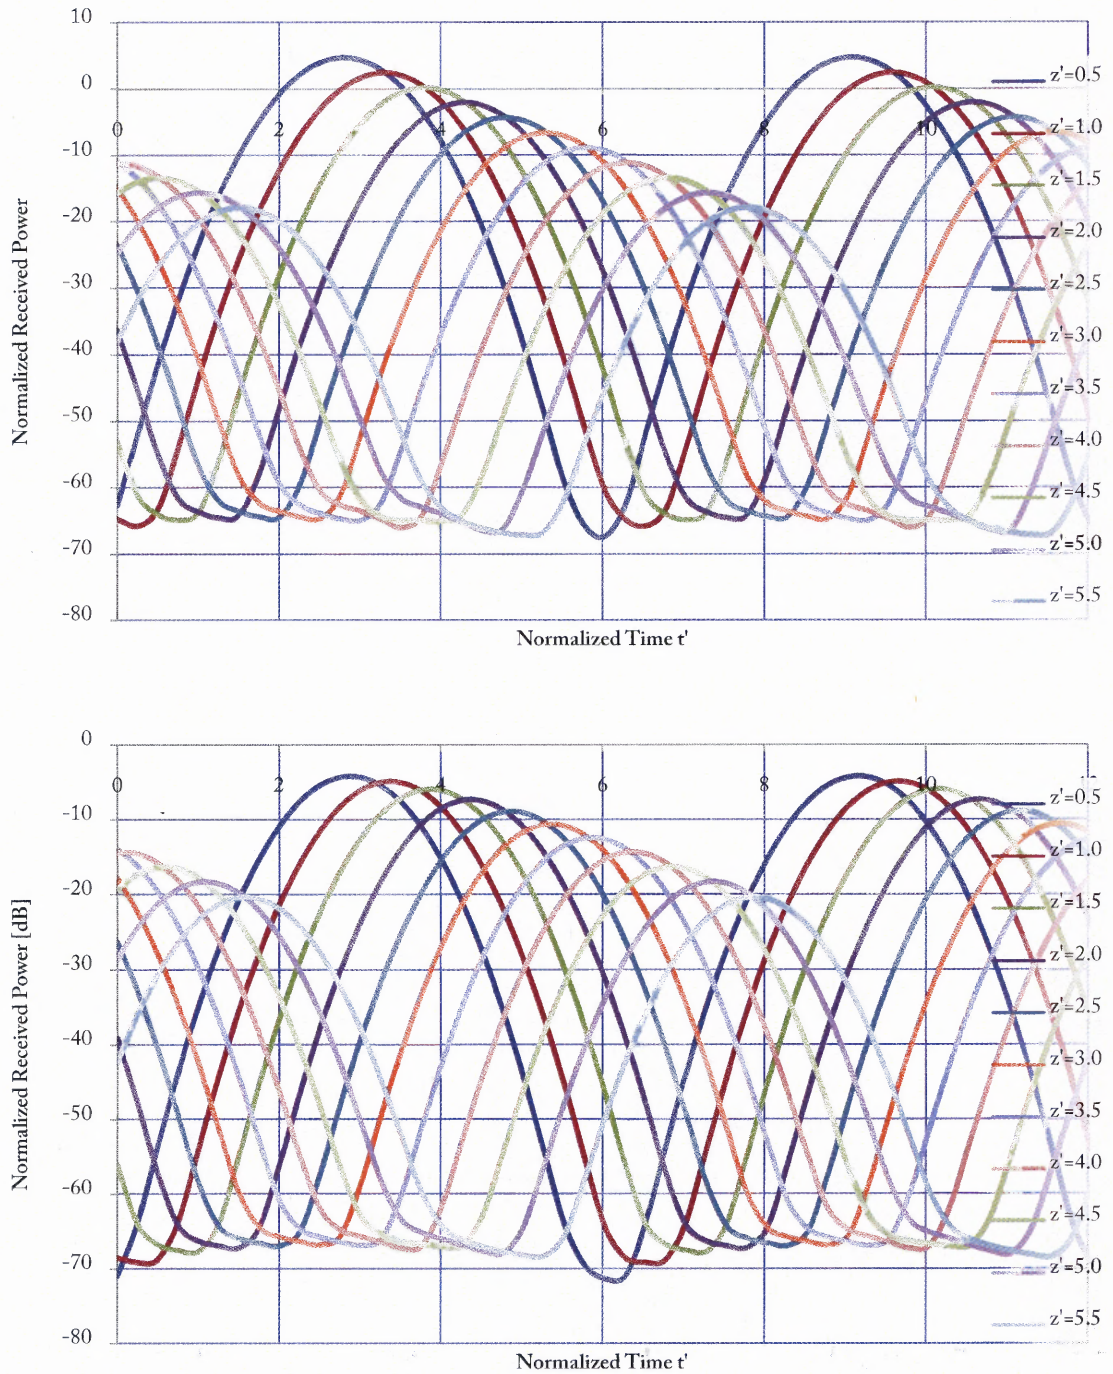 10
0
-10
-20
-30
-40
-50
-60
-70
-80
0
2
4
6
8
10
Normalized Received Power
Normalized Time t'
z'=0.5
z'=1.0
z'=1.5
z'=2.0
z'=2.5
z'=3.0
z'=3.5
z'=4.0
z'=4.5
z'=5.0
z'=5.5
0
-10
-20
-30
-40
-50
-60
-70
-80
0
2
4
6
8
10
Normalized Received Power [dB]
Normalized Time t'
z'=0.5
z'=1.0
z'=1.5
z'=2.0
z'=2.5
z'=3.0
z'=3.5
z'=4.0
z'=4.5
z'=5.0
z'=5.5